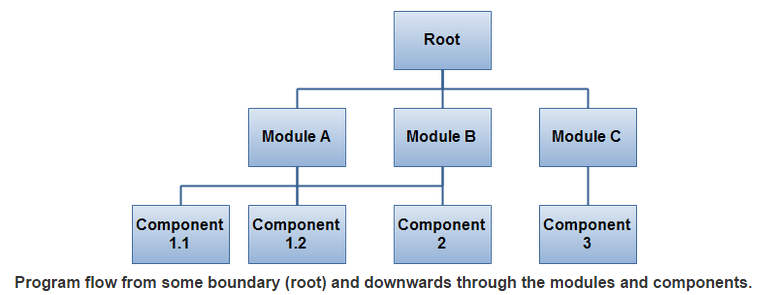 Root
Module A
Module B
Module C
Component
1.1
Component
1.2
Component
2
Component
3
Program flow from some boundary (root) and downwards through the modules and components.